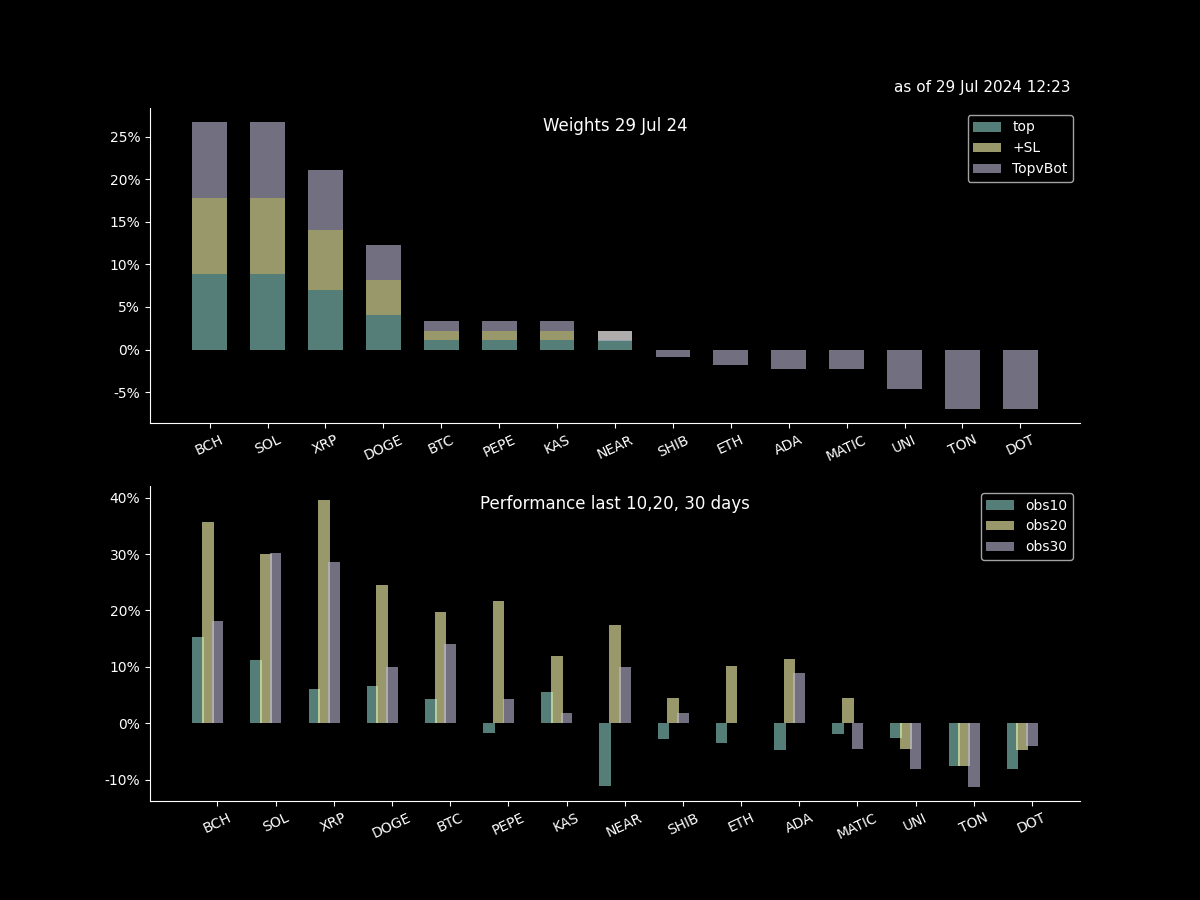 as of 29 Jul 2024 12:23
Weights 29 Jul 24
top
+SL
TopvBot
25%
20%
15%
10%
5%
0%
-5%
BCH SOL XRP DOGE BTC PEPE KAS NEAR SHIB ETH ADA MATIC UNI TON DOT
Performance last 10,20, 30 days
obs10
obs20
obs30
40%
30%
20%
10%
0%
-10%
BCH SOL XRP DOGE BTC PEPE KAS NEAR SHIB ETH ADA MATIC UNI TON DOT